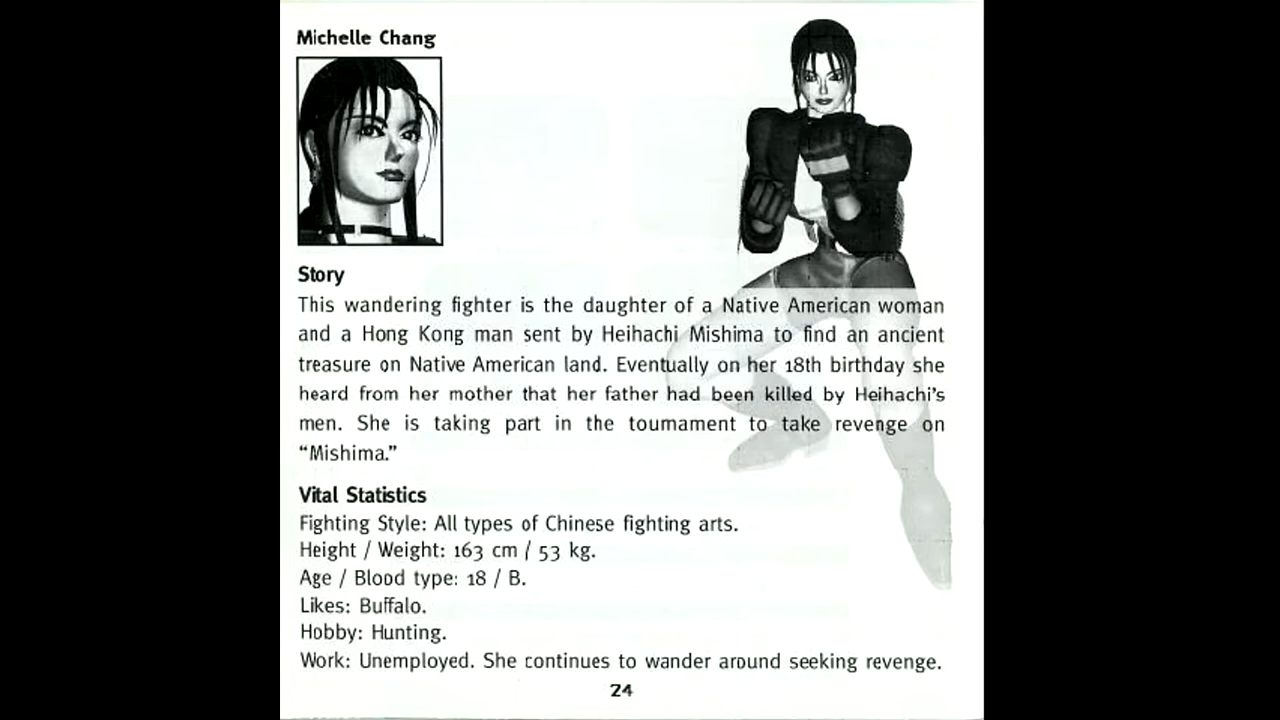 Michelle Chang
Story
This wandering fighter is the daughter of a Native American woman
and a Hong Kong man sent by Heihachi Mishima to find an ancient
treasure on Native American land. Eventually on her 18th birthday she
heard from her mother that her father had been killed by Heihachi's
men. She is taking part in the tournament to take revenge on
“Mishima.”
Vital Statistics
Fighting Style: All types of Chinese fighting arts.
Height / Weight: 163 cm / 53 kg.
Age / Blood type: 18 / B.
Likes: Buffalo.
Hobby: Hunting.
Work: Unemployed. She continues to wander around seeking revenge.
24